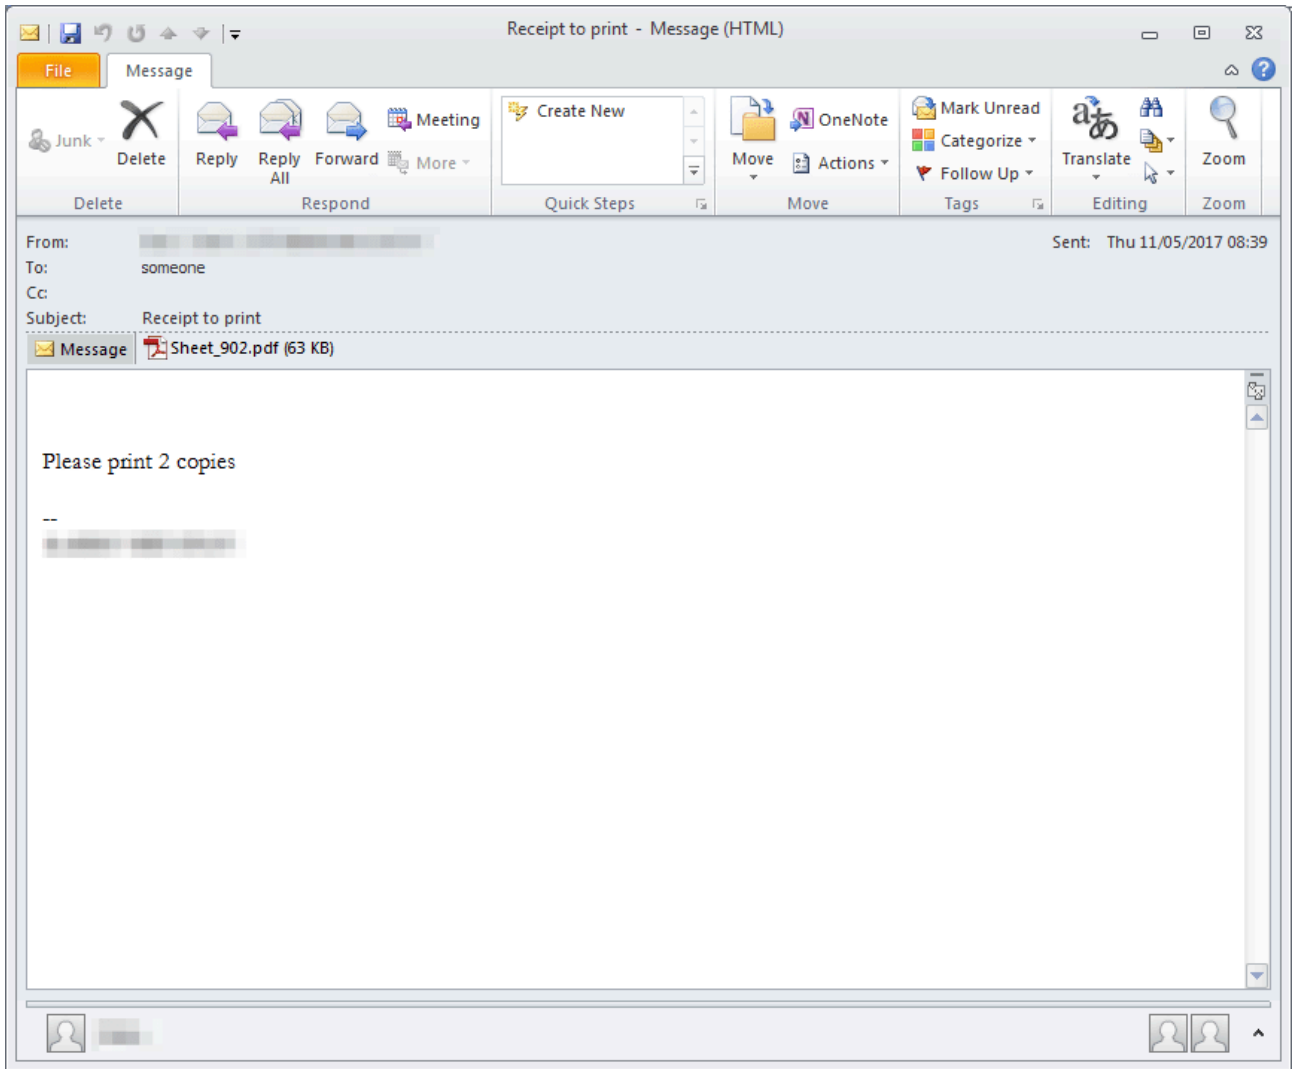 Receipt to print - Message (HTML)
File Message
Junk
Delete
Reply
Reply All
Forward
Meeting
More
Create New
Move
OneNote
Actions
Mark Unread
Categorize
Follow Up
Translate
Zoom
Delete Respond Quick Steps Move Tags Editing Zoom
From: Sent: Thu 11/05/2017 08:39
To: someone
Cc:
Subject: Receipt to print
Message Sheet_902.pdf (63 KB)
Please print 2 copies
--